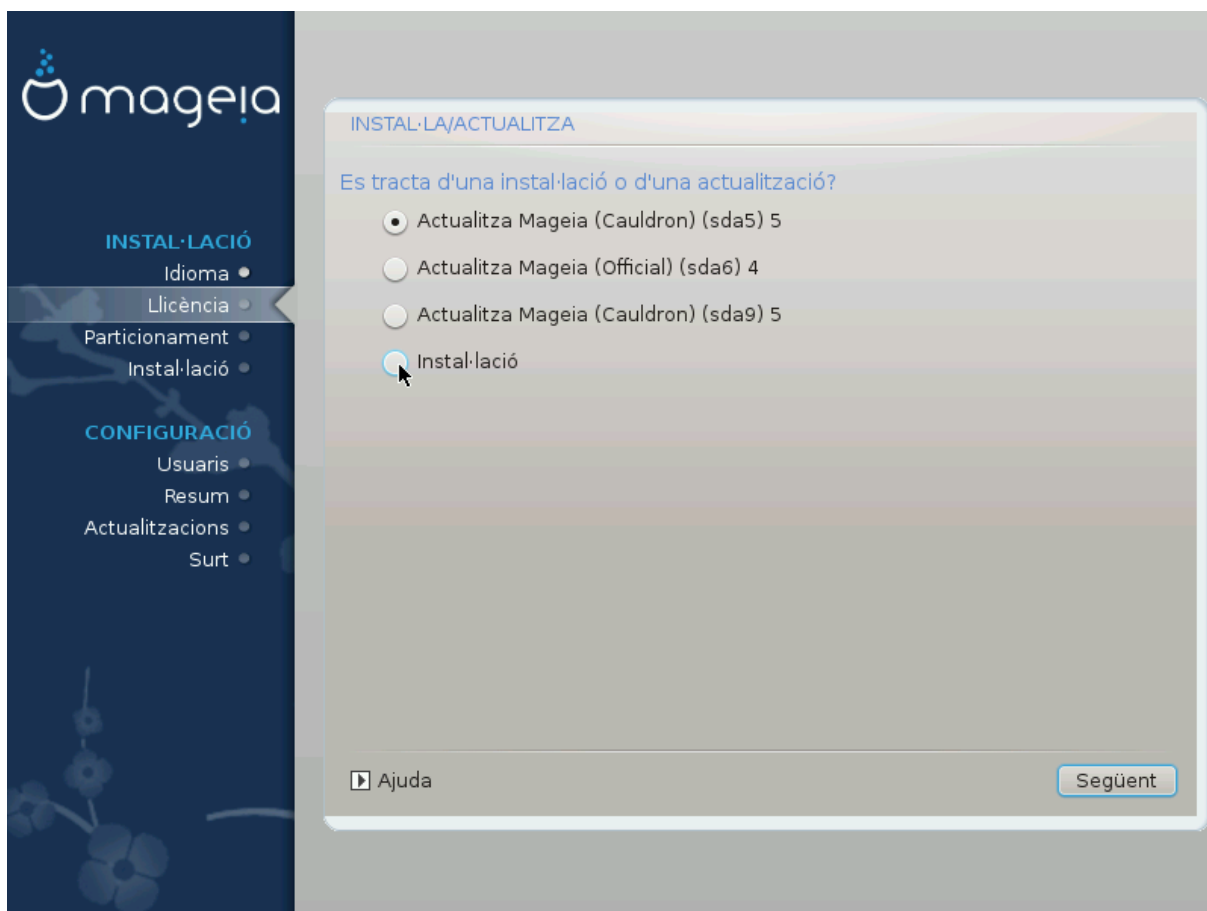 mageia
INSTAL·LACIÓ
Idioma
Llicència
Particionament
Instal·lació
CONFIGURACIÓ
Usuaris
Resum
Actualitzacions
Surt
INSTAL·LA/ACTUALITZA
Es tracta d'una instal·lació o d'una actualització?
Actualitza Mageia (Cauldron) (sda5) 5
Actualitza Mageia (Official) (sda6) 4
Actualitza Mageia (Cauldron) (sda9) 5
Instal·lació
Ajuda
Següent